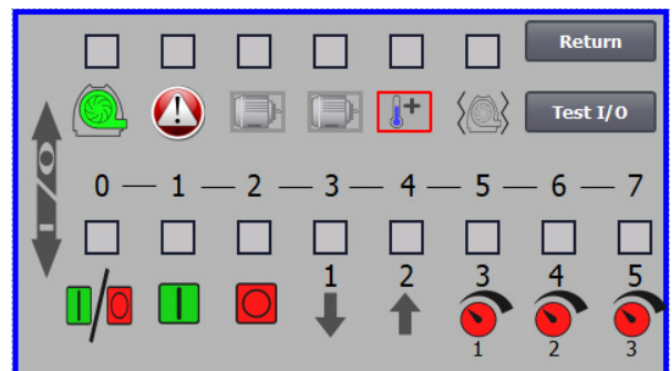 Return
Test I/O
I/O
0 — 1 — 2 — 3 — 4 — 5 — 6 — 7
1 2 3 4 5
1 2 3